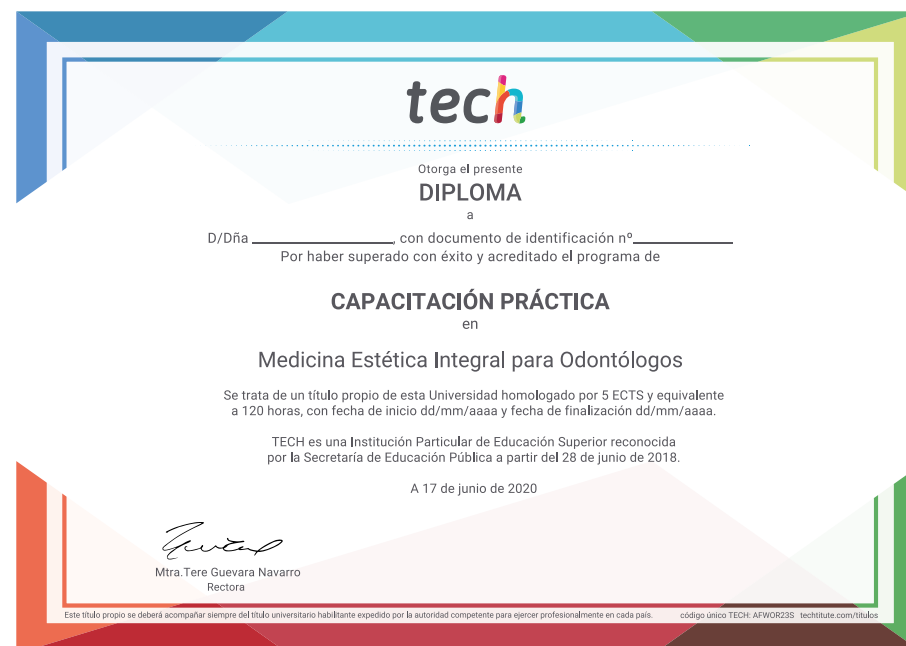 tech
Otorga el presente
DIPLOMA
a
D/Dña ____________________, con documento de identificación nº______________
Por haber superado con éxito y acreditado el programa de
CAPACITACIÓN PRÁCTICA
en
Medicina Estética Integral para Odontólogos
Se trata de un título propio de esta Universidad homologado por 5 ECTS y equivalente
a 120 horas, con fecha de inicio dd/mm/aaaa y fecha de finalización dd/mm/aaaa.
TECH es una Institución Particular de Educación Superior reconocida
por la Secretaría de Educación Pública a partir del 28 de junio de 2018.
A 17 de junio de 2020
Mtra.Tere Guevara Navarro
Rectora
Este título propio se deberá acompañar siempre del título universitario habilitante expedido por la autoridad competente para ejercer profesionalmente en cada país. código único TECH: AFWOR23S techtitute.com/titulos